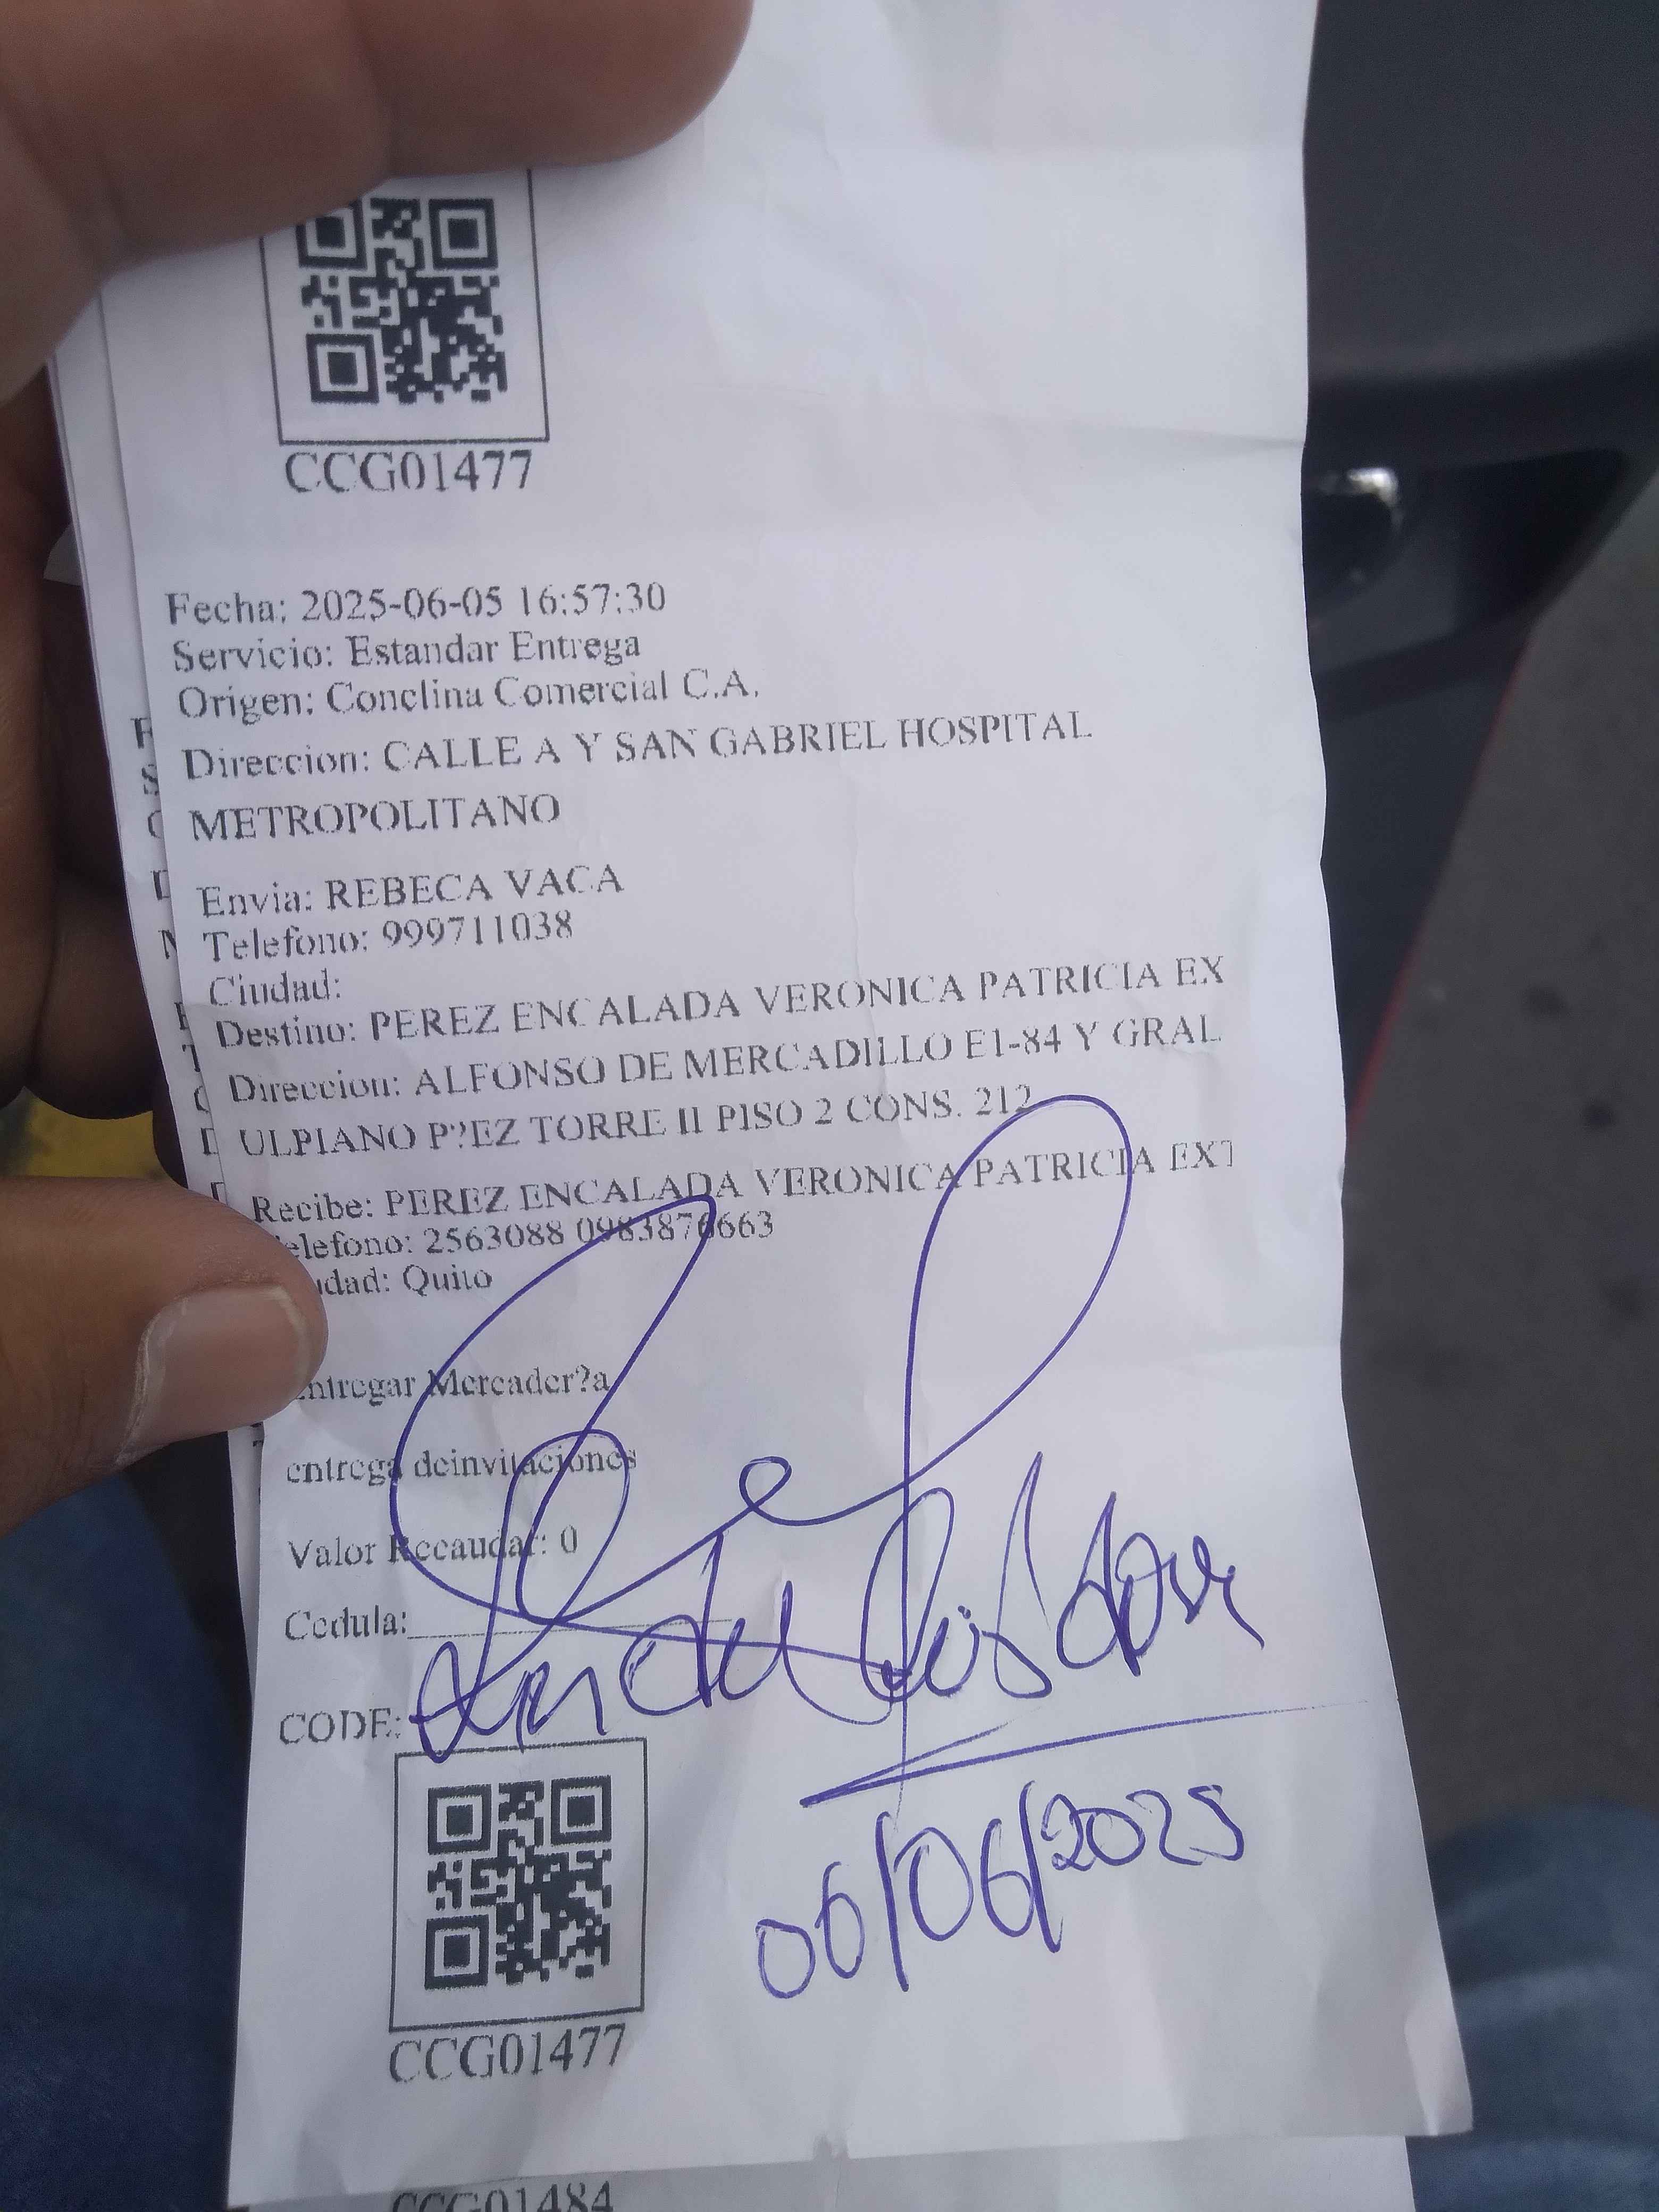 CCG01477
Fecha: 2025-06-05 16:57:30
Servicio: Estandar Entrega
Origen: Conclina Comercial C.A.
Direccion: CALLE A Y SAN GABRIEL HOSPITAL
METROPOLITANO
Envia: REBECA VACA
Telefono: 999711038
Ciudad:
Destino: PEREZ ENCALADA VERONICA PATRICIA EX
Direccion: ALFONSO DE MERCADILLO E1-84 Y GRAL
ULPIANO P?EZ TORRE II PISO 2 CONS. 212
Recibe: PEREZ ENCALADA VERONICA PATRICIA EXT
elefono: 2563088 0983876663
udad: Quito
ntregar Mercader?a
entrega deinvitaciones
Valor Recaudar: 0
Cedula:
CODE:
06/06/2025
CCG01477
CCG01484